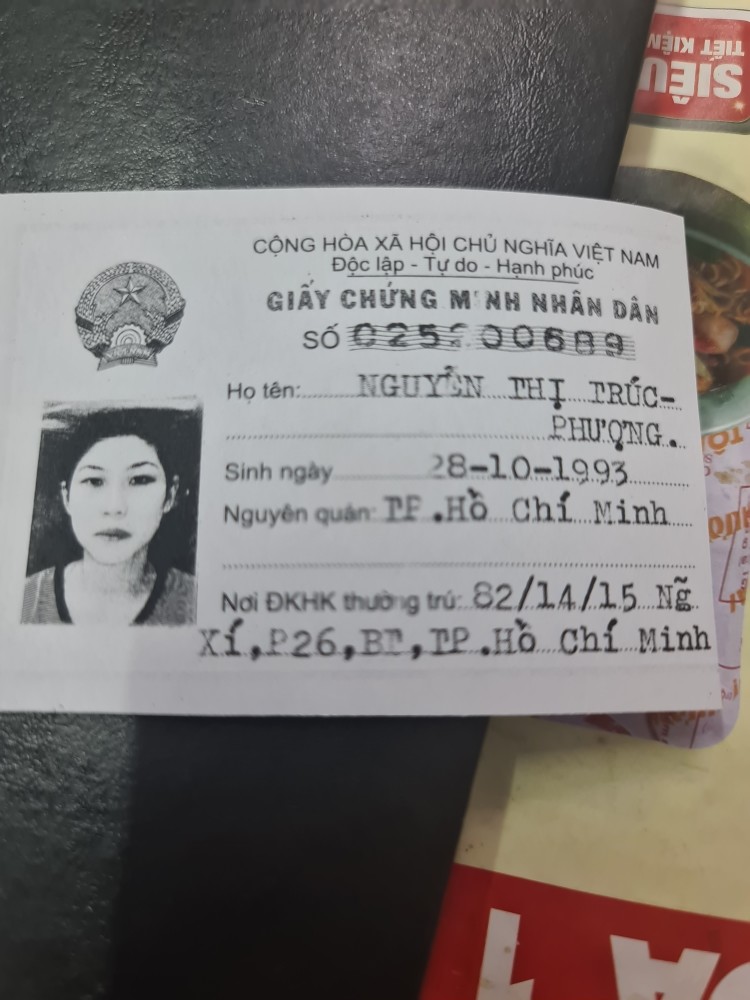 SIÊU
TIẾT KIỆM
CỘNG HÒA XÃ HỘI CHỦ NGHĨA VIỆT NAM
Độc lập - Tự do - Hạnh phúc
GIẤY CHỨNG MINH NHÂN DÂN
SỐ
Họ tên: NGUYỄN THỊ TRÚC-
PHƯỢNG.
Sinh ngày 28-10-1993
Nguyên quán: TP.Hồ Chí Minh
Nơi ĐKHK thường trú: 82/14/15 Ng̃
Xí,P26,BT,TP.Hồ Chí Minh